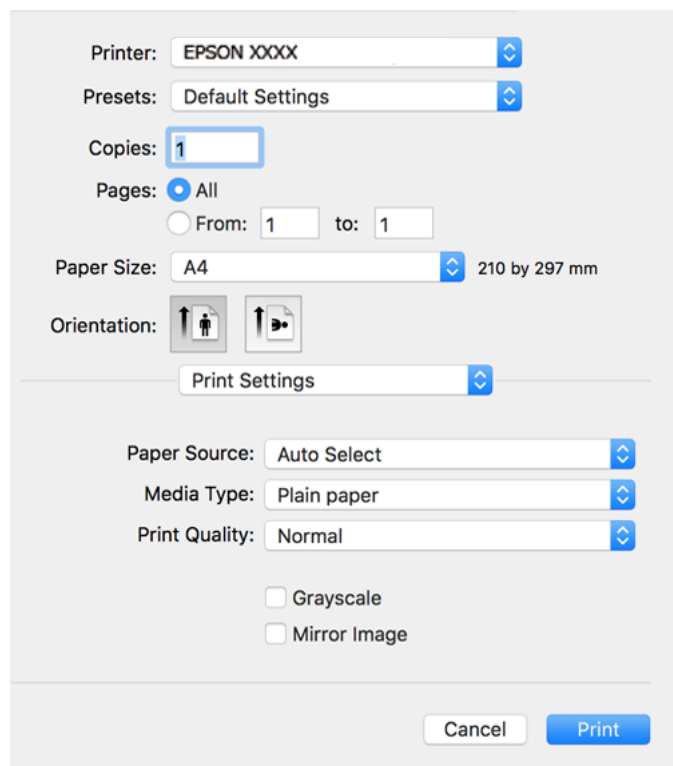 Printer: EPSON XXXX
Presets: Default Settings
Copies: 1
Pages: All
From: 1 to: 1
Paper Size: A4 210 by 297 mm
Orientation:
Print Settings
Paper Source: Auto Select
Media Type: Plain paper
Print Quality: Normal
Grayscale
Mirror Image
Cancel Print